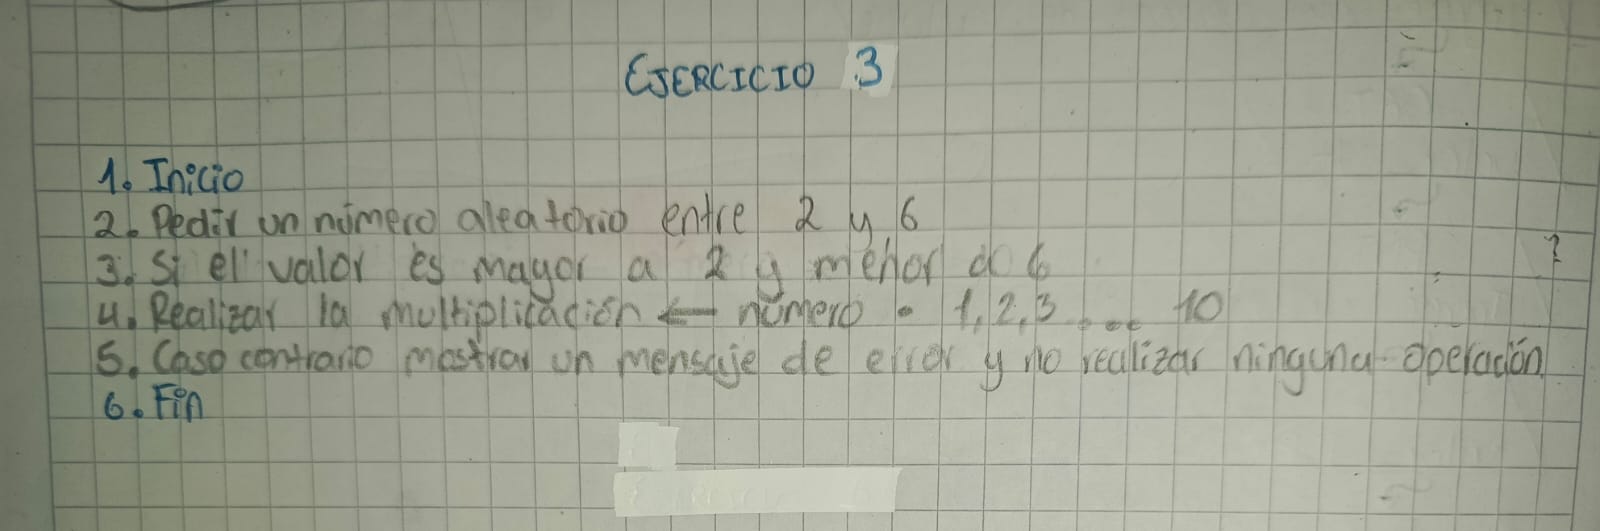 EJERCICIO 3
1. Inicio
2. Pedir un número aleatorio entre 2 y 6
3. Si el valor es mayor a 2 y menor a 6
?
4. Realizar la multiplicación ← número • 1,2,3.... 10
5. Caso contrario mostrar un mensaje de error y no realizar ninguna operación.
6. Fin